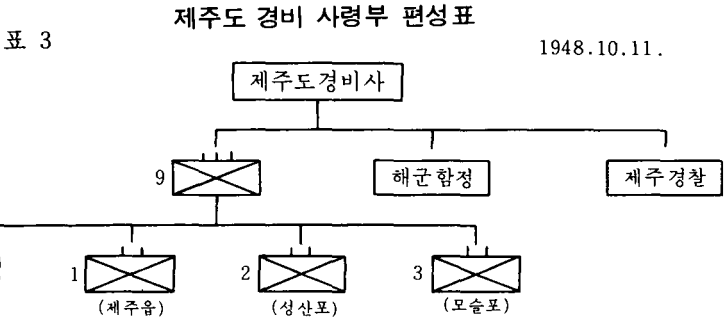 제주도 경비 사령부 편성표
표 3
1948.10.11.
제주도경비사
9
해군함정
제주경찰
1
2
3
(제주읍)
(성산포)
(모슬포)